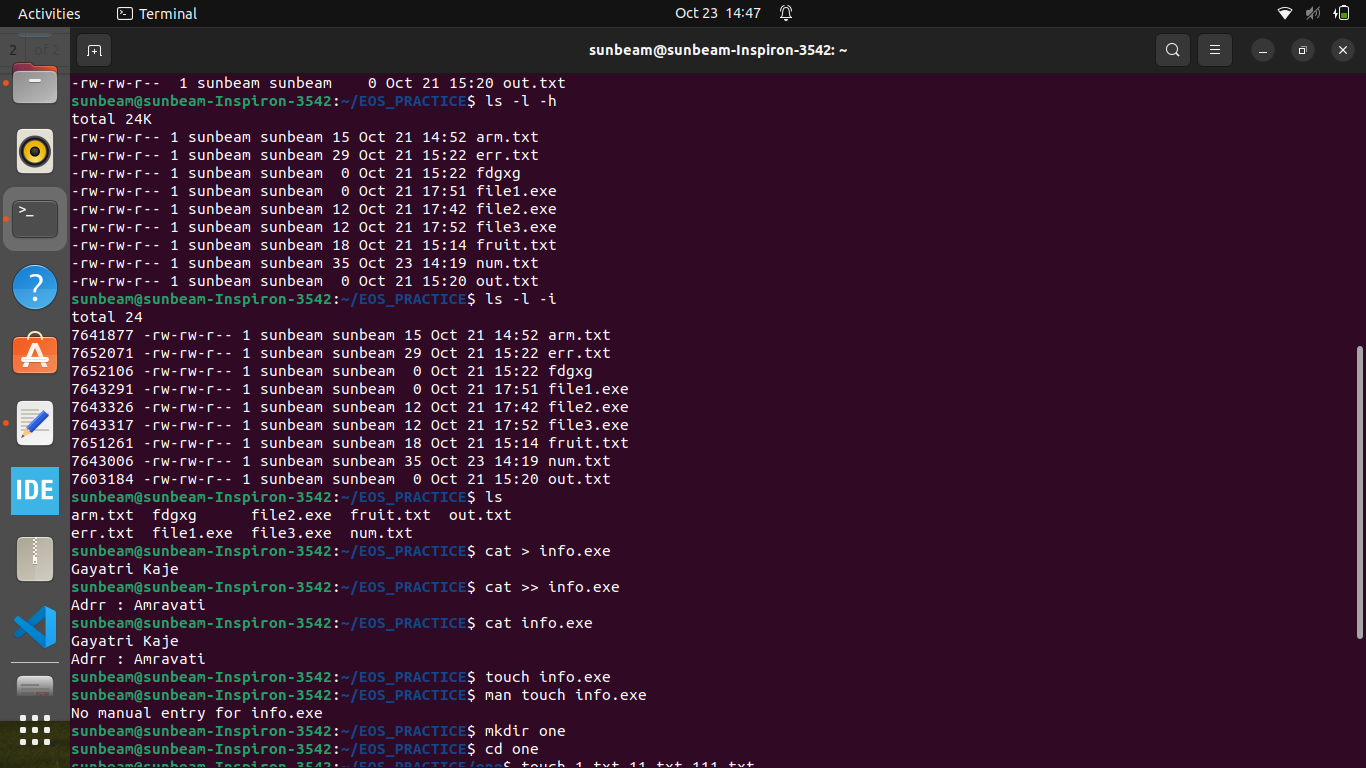 Activities Terminal Oct 23 14:47
2 of 2 sunbeam@sunbeam-Inspiron-3542: ~
-rw-rw-r--  1 sunbeam sunbeam    0 Oct 21 15:20 out.txt
sunbeam@sunbeam-Inspiron-3542:~/EOS_PRACTICE$ ls -l -h
total 24K
-rw-rw-r-- 1 sunbeam sunbeam 15 Oct 21 14:52 arm.txt
-rw-rw-r-- 1 sunbeam sunbeam 29 Oct 21 15:22 err.txt
-rw-rw-r-- 1 sunbeam sunbeam  0 Oct 21 15:22 fdgxg
-rw-rw-r-- 1 sunbeam sunbeam  0 Oct 21 17:51 file1.exe
-rw-rw-r-- 1 sunbeam sunbeam 12 Oct 21 17:42 file2.exe
-rw-rw-r-- 1 sunbeam sunbeam 12 Oct 21 17:52 file3.exe
-rw-rw-r-- 1 sunbeam sunbeam 18 Oct 21 15:14 fruit.txt
-rw-rw-r-- 1 sunbeam sunbeam 35 Oct 23 14:19 num.txt
-rw-rw-r-- 1 sunbeam sunbeam  0 Oct 21 15:20 out.txt
sunbeam@sunbeam-Inspiron-3542:~/EOS_PRACTICE$ ls -l -i
total 24
7641877 -rw-rw-r-- 1 sunbeam sunbeam 15 Oct 21 14:52 arm.txt
7652071 -rw-rw-r-- 1 sunbeam sunbeam 29 Oct 21 15:22 err.txt
7652106 -rw-rw-r-- 1 sunbeam sunbeam  0 Oct 21 15:22 fdgxg
7643291 -rw-rw-r-- 1 sunbeam sunbeam  0 Oct 21 17:51 file1.exe
7643326 -rw-rw-r-- 1 sunbeam sunbeam 12 Oct 21 17:42 file2.exe
7643317 -rw-rw-r-- 1 sunbeam sunbeam 12 Oct 21 17:52 file3.exe
7651261 -rw-rw-r-- 1 sunbeam sunbeam 18 Oct 21 15:14 fruit.txt
7643006 -rw-rw-r-- 1 sunbeam sunbeam 35 Oct 23 14:19 num.txt
7603184 -rw-rw-r-- 1 sunbeam sunbeam  0 Oct 21 15:20 out.txt
IDE
sunbeam@sunbeam-Inspiron-3542:~/EOS_PRACTICE$ ls
arm.txt  fdgxg      file2.exe  fruit.txt  out.txt
err.txt  file1.exe  file3.exe  num.txt
sunbeam@sunbeam-Inspiron-3542:~/EOS_PRACTICE$ cat > info.exe
Gayatri Kaje
sunbeam@sunbeam-Inspiron-3542:~/EOS_PRACTICE$ cat >> info.exe
Adrr : Amravati
sunbeam@sunbeam-Inspiron-3542:~/EOS_PRACTICE$ cat info.exe
Gayatri Kaje
Adrr : Amravati
sunbeam@sunbeam-Inspiron-3542:~/EOS_PRACTICE$ touch info.exe
sunbeam@sunbeam-Inspiron-3542:~/EOS_PRACTICE$ man touch info.exe
No manual entry for info.exe
sunbeam@sunbeam-Inspiron-3542:~/EOS_PRACTICE$ mkdir one
sunbeam@sunbeam-Inspiron-3542:~/EOS_PRACTICE$ cd one
sunbeam@sunbeam-Inspiron-3542:~/EOS_PRACTICE/one$ touch 1.txt 11.txt 111.txt